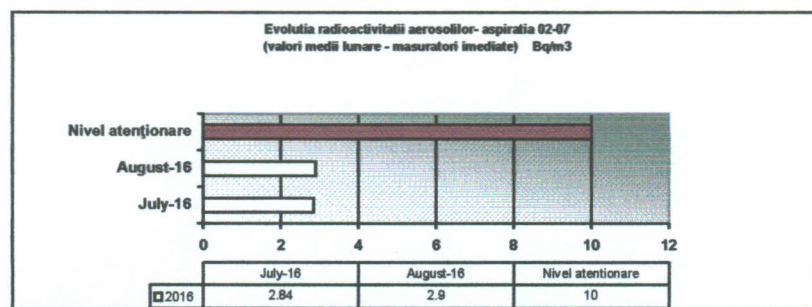 Evolutia radioactivitatii aerosolilor- aspiratia 02-07
(valori medii lunare - masuratori imediate) Bq/m3
Nivel atenţionare
August-16
July-16
0 2 4 6 8 10 12
July-16 August-16 Nivel atentionare
2016 2.84 2.9 10